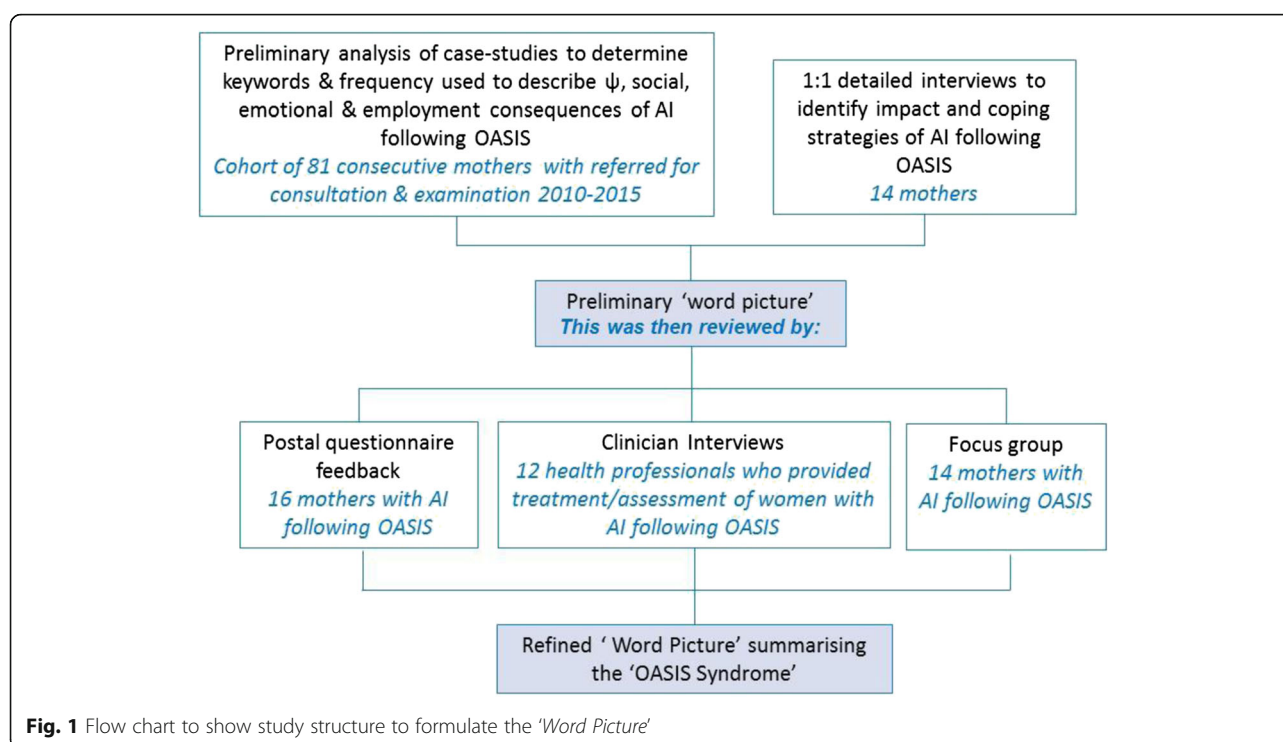 Preliminary analysis of case-studies to determine
keywords & frequency used to describe ψ, social,
emotional & employment consequences of AI
following OASIS
Cohort of 81 consecutive mothers with referred for
consultation & examination 2010-2015
1:1 detailed interviews to
identify impact and coping
strategies of AI following
OASIS
14 mothers
Preliminary ‘word picture’
This was then reviewed by:
Postal questionnaire
feedback
16 mothers with AI
following OASIS
Clinician Interviews
12 health professionals who provided
treatment/assessment of women with
AI following OASIS
Focus group
14 mothers with
AI following OASIS
Refined ‘ Word Picture’ summarising
the ‘OASIS Syndrome’
Fig. 1 Flow chart to show study structure to formulate the ‘Word Picture’